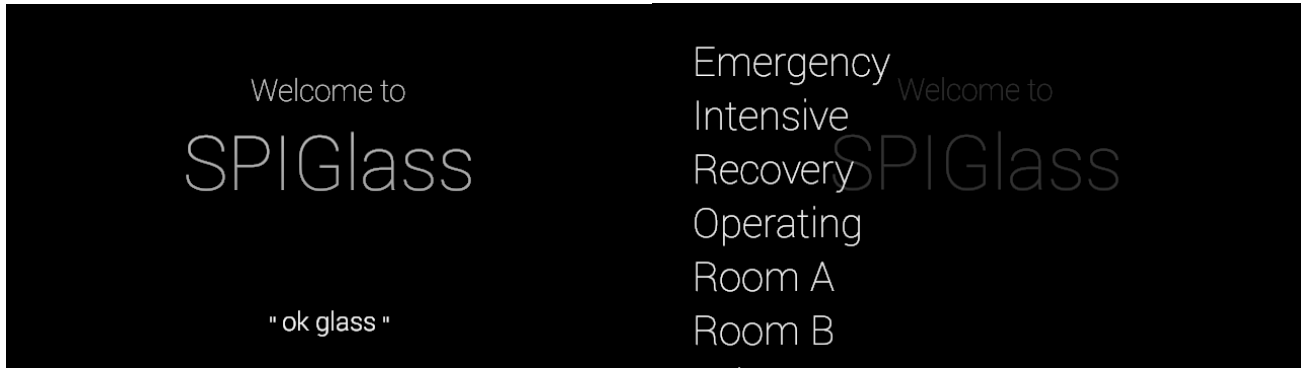 Welcome to
SPIGlass
" ok glass "
Emergency
Intensive
Recovery
Operating
Room A
Room B
Welcome to
SPIGlass